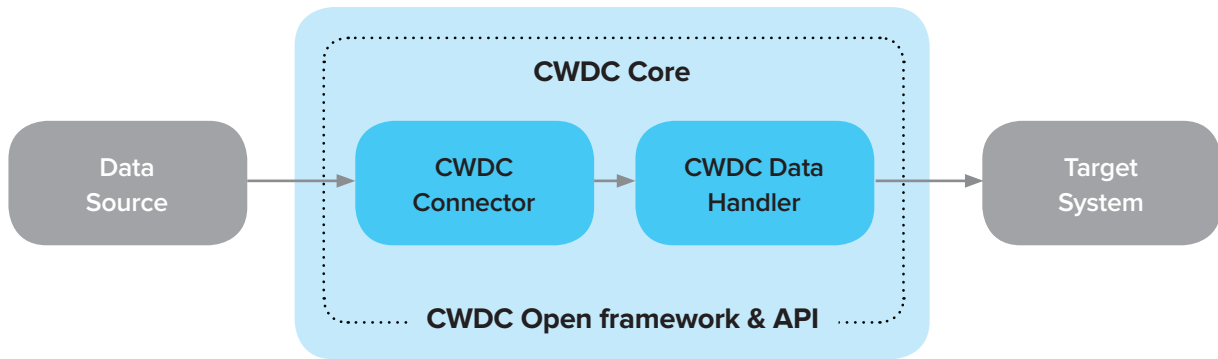 CWDC Core
Data
Source
CWDC
Connector
CWDC Data
Handler
Target
System
CWDC Open framework & API